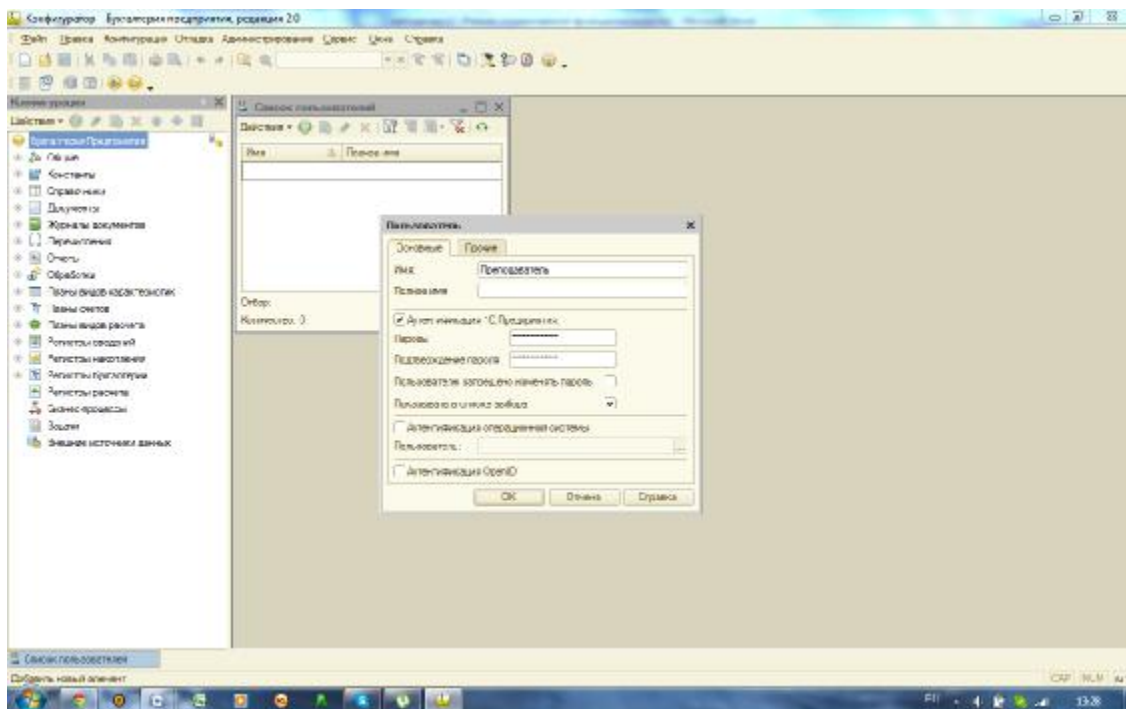 Конфигуратор Бухгалтерия предприятия, редакция 2.0
Файл Правка Конфигурация Отладка Администрирование Сервис Окна Справка
Действия
Общие
Константы
Справочники
Документы
Журналы документов
Перечисления
Отчеты
Обработки
Планы видов характеристик
Планы счетов
Планы видов расчета
Регистры сведений
Регистры накопления
Регистры бухгалтерии
Регистры расчета
Бизнес-процессы
Задачи
Внешние источники данных
Список пользователей
Действия
Имя Полное имя
Отбор:
Пользователь
Основные Прочие
Имя: Преподаватель
Полное имя
Аутентификация 1С:Предприятия
Пароль:
Подтверждение пароля
Пользователю запрещено изменять пароль
Показывать в списке выбора
Аутентификация операционной системы
Пользователь:
Аутентификация OpenID
OK Отмена Справка
Список пользователей
Добавить новый элемент
CAP NUM
13:28